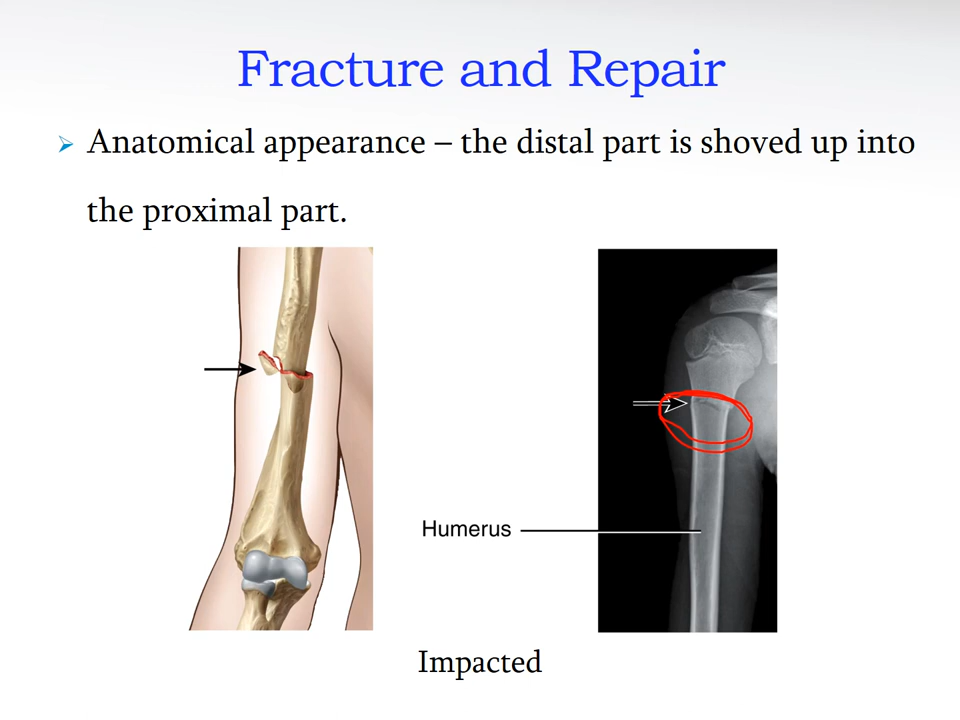 Fracture and Repair
➢ Anatomical appearance – the distal part is shoved up into
the proximal part.
Humerus
Impacted